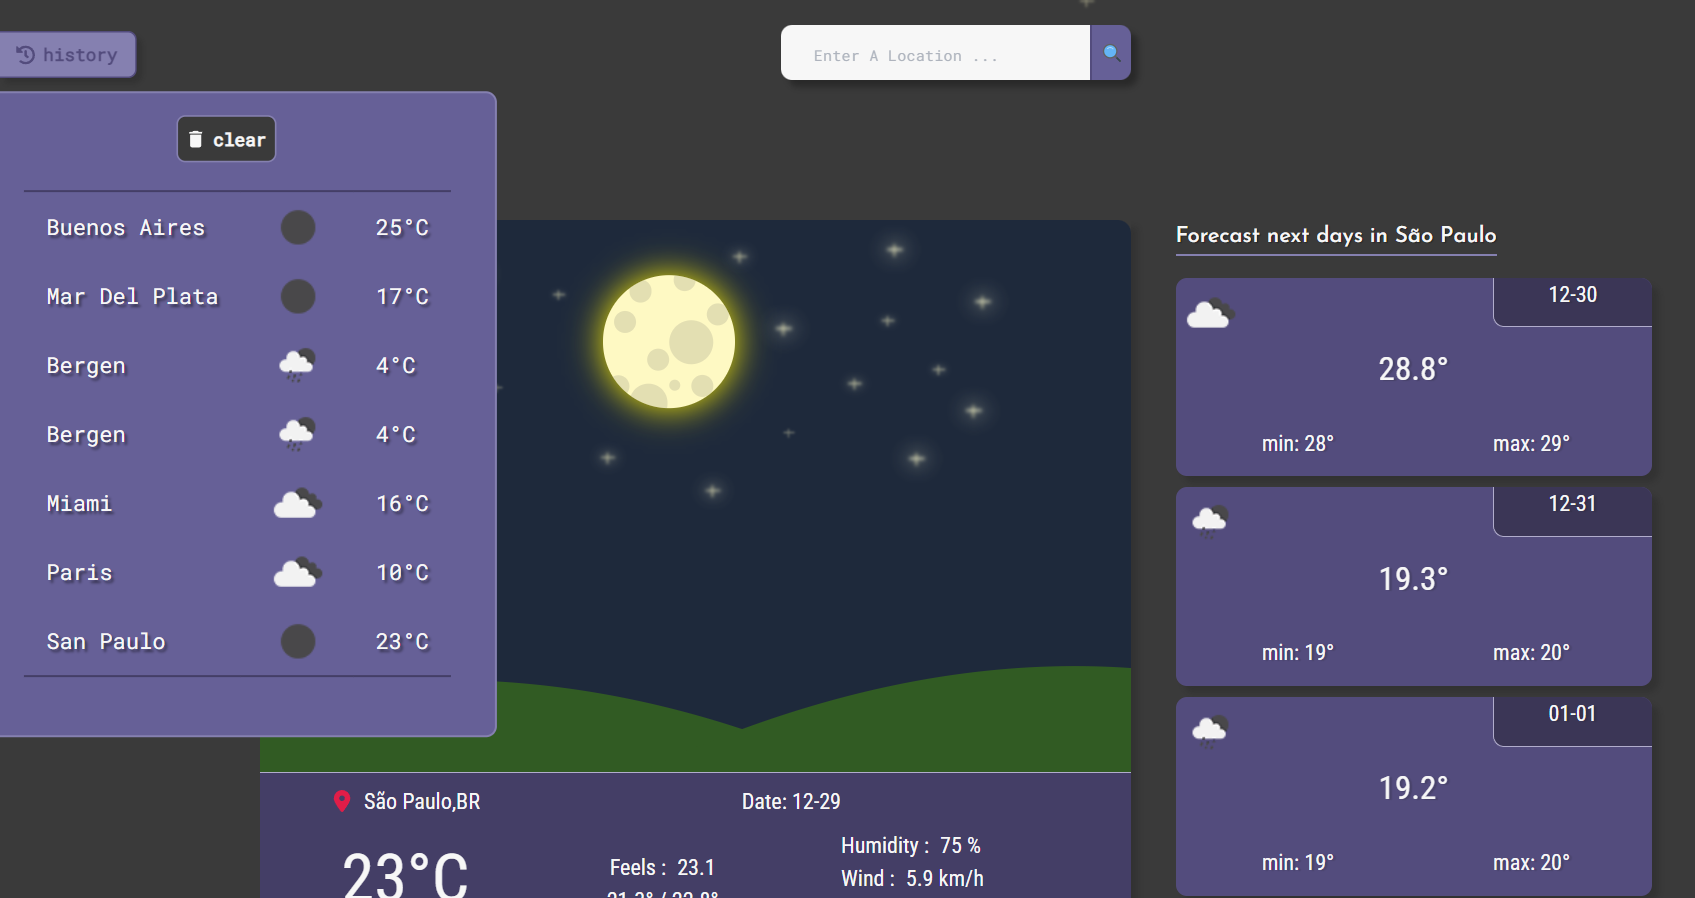 history
Enter A Location ...
clear
Buenos Aires 25°C
Mar Del Plata 17°C
Bergen 4°C
Bergen 4°C
Miami 16°C
Paris 10°C
San Paulo 23°C
São Paulo,BR
Date: 12-29
23°C
Feels : 23.1
Humidity : 75 %
Wind : 5.9 km/h
Forecast next days in São Paulo
12-30
28.8°
min: 28° max: 29°
12-31
19.3°
min: 19° max: 20°
01-01
19.2°
min: 19° max: 20°